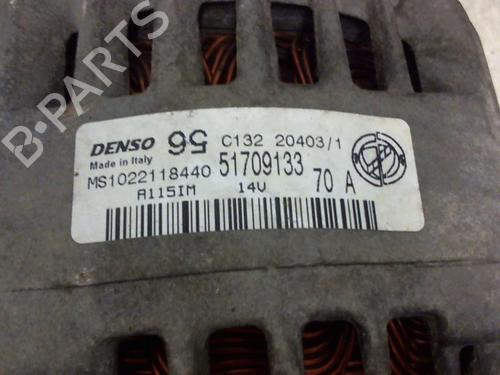 DENSO 95 C132 20403/1
Made in Italy
MS1022118440 51709133 70 A
A115IM 14V
B-PARTS